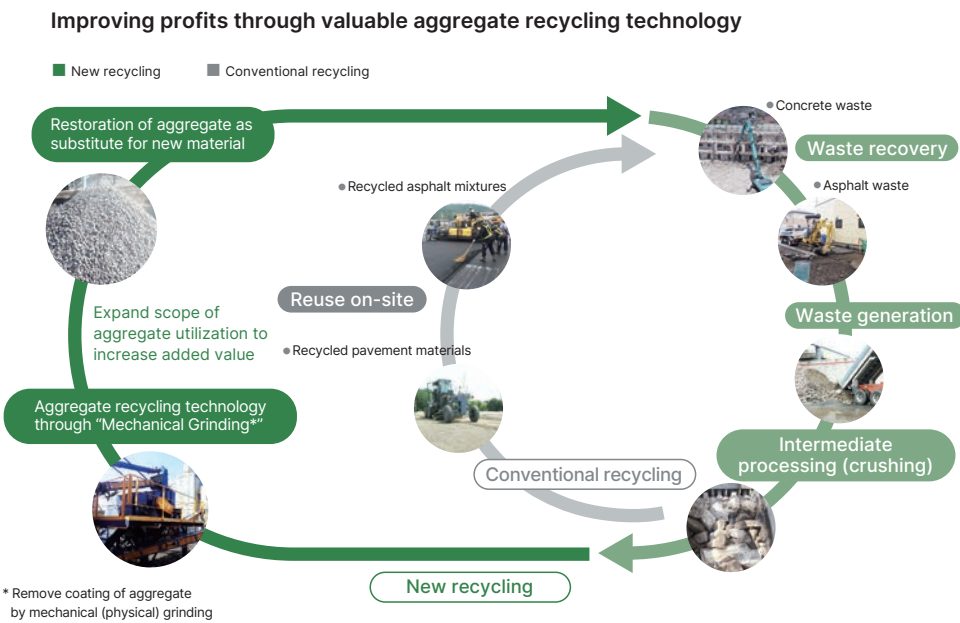 Improving profits through valuable aggregate recycling technology
New recycling
Conventional recycling
Restoration of aggregate as
substitute for new material
Concrete waste
Waste recovery
Recycled asphalt mixtures
Asphalt waste
Reuse on-site
Expand scope of
aggregate utilization to
increase added value
Waste generation
Recycled pavement materials
Aggregate recycling technology
through “Mechanical Grinding*”
Intermediate
processing (crushing)
Conventional recycling
New recycling
* Remove coating of aggregate
by mechanical (physical) grinding